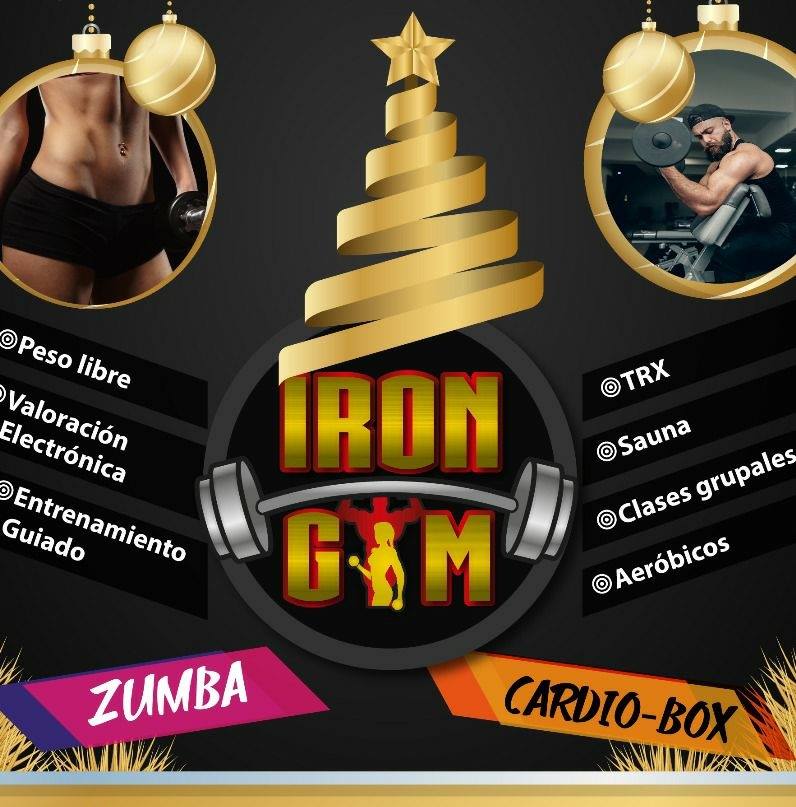 Peso libre
Valoración
Electrónica
Entrenamiento
Guiado
IRON
GYM
TRX
Sauna
Clases grupales
Aeróbicos
ZUMBA
CARDIO-BOX